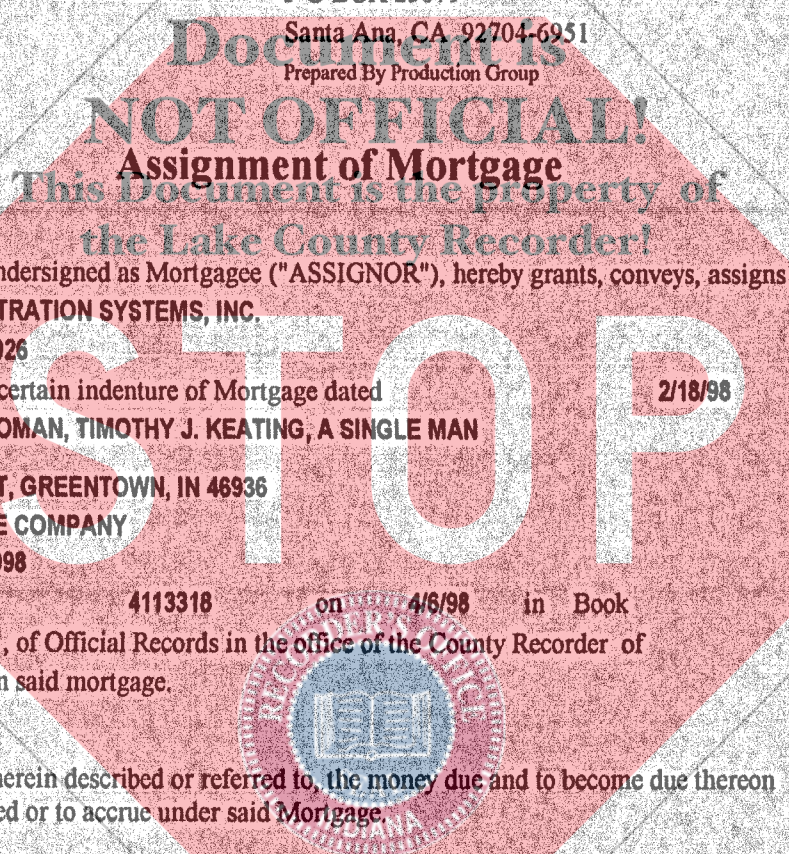 Santa Ana, CA 92704-6951
Document is
Prepared By Production Group
NOT OFFICIAL!
Assignment of Mortgage
This Document is the property of
the Lake County Recorder!
ndersigned as Mortgagee ("ASSIGNOR"), hereby grants, conveys, assigns
TRATION SYSTEMS, INC.
026
certain indenture of Mortgage dated 2/18/98
OMAN, TIMOTHY J. KEATING, A SINGLE MAN
STOP
T, GREENTOWN, IN 46936
E COMPANY
998
4113318 on 4/6/98 in Book
, of Official Records in the office of the County Recorder of
n said mortgage.
RECORDER'S OFFICE
herein described or referred to, the money due and to become due thereon
ed or to accrue under said Mortgage.
INDIANA